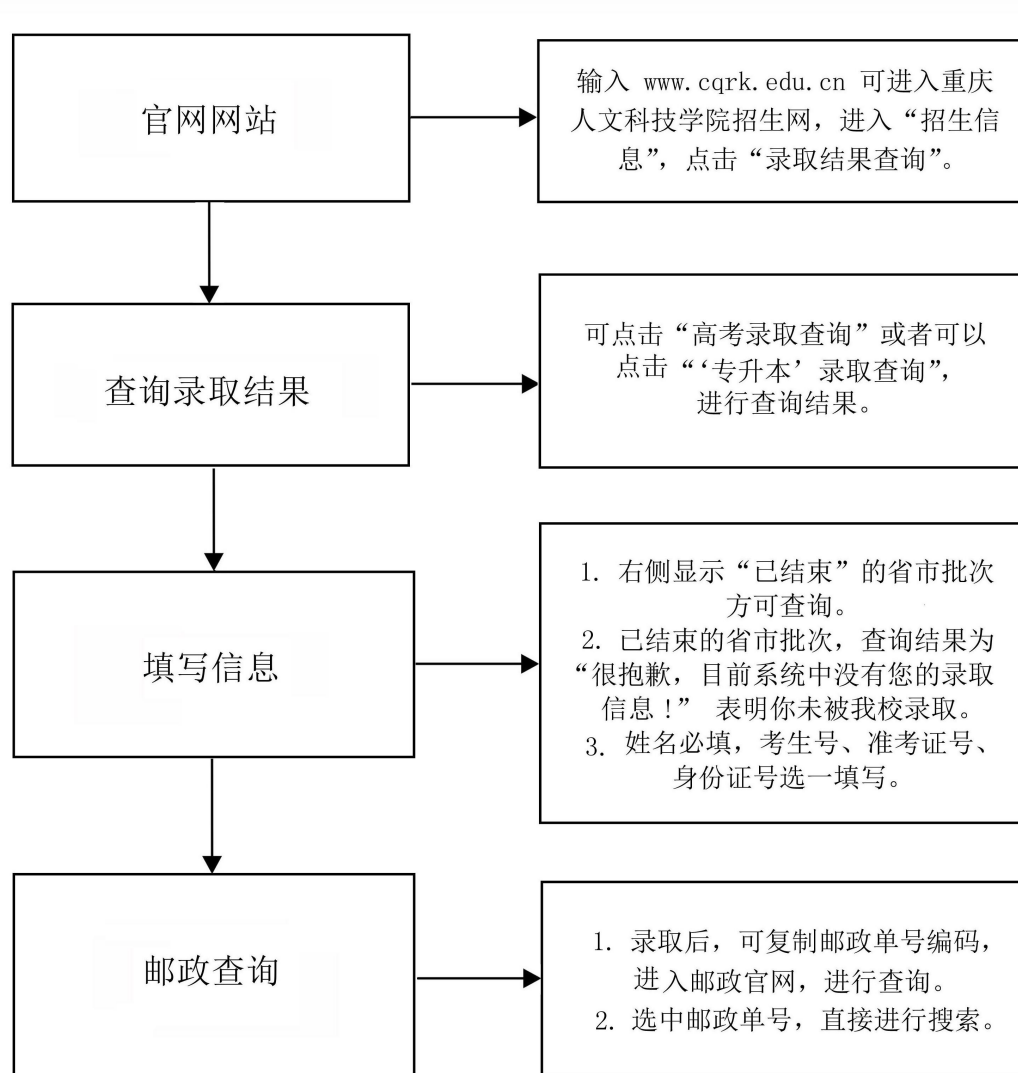 官网网站
输入 www.cqrk.edu.cn 可进入重庆
人文科技学院招生网，进入“招生信
息”，点击“录取结果查询”。
查询录取结果
可点击“高考录取查询”或者可以
点击“‘专升本’录取查询”，
进行查询结果。
填写信息
1. 右侧显示“已结束”的省市批次
方可查询。
2. 已结束的省市批次，查询结果为
“很抱歉，目前系统中没有您的录取
信息！” 表明你未被我校录取。
3. 姓名必填，考生号、准考证号、
身份证号选一填写。
邮政查询
1. 录取后，可复制邮政单号编码，
进入邮政官网，进行查询。
2. 选中邮政单号，直接进行搜索。